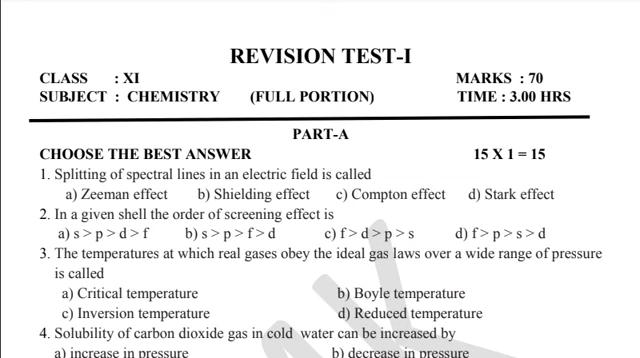 REVISION TEST-I
CLASS : XI MARKS : 70
SUBJECT : CHEMISTRY (FULL PORTION) TIME : 3.00 HRS
PART-A
CHOOSE THE BEST ANSWER 15 X 1 = 15
1. Splitting of spectral lines in an electric field is called
a) Zeeman effect b) Shielding effect c) Compton effect d) Stark effect
2. In a given shell the order of screening effect is
a) s > p > d > f b) s > p > f > d c) f > d > p > s d) f > p > s > d
3. The temperatures at which real gases obey the ideal gas laws over a wide range of pressure
is called
a) Critical temperature b) Boyle temperature
c) Inversion temperature d) Reduced temperature
4. Solubility of carbon dioxide gas in cold water can be increased by
a) increase in pressure b) decrease in pressure